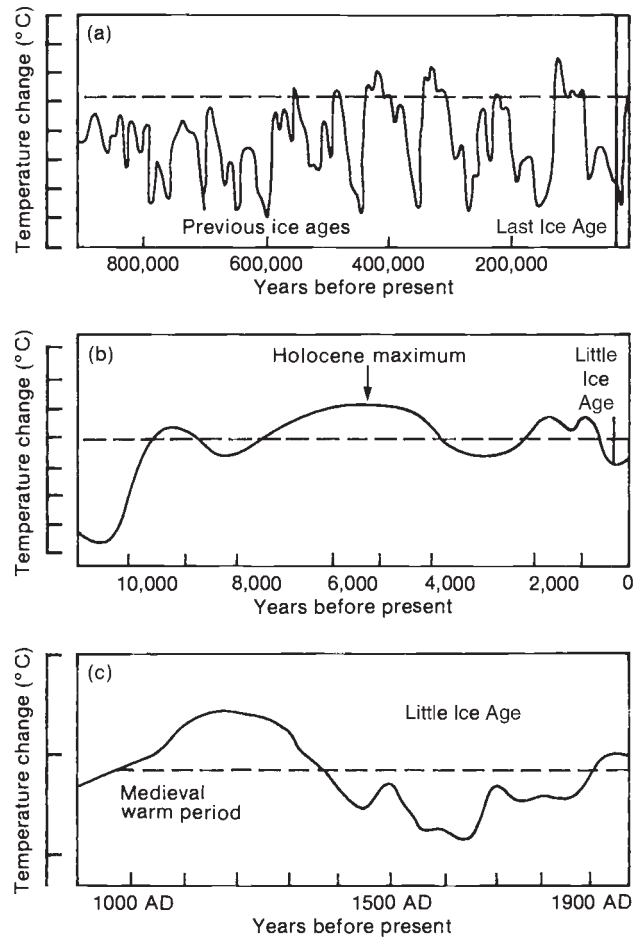 (a)
Temperature change (°C)
Previous ice ages
Last Ice Age
800,000 600,000 400,000 200,000
Years before present
(b)
Temperature change (°C)
Holocene maximum
Little
Ice
Age
10,000 8,000 6,000 4,000 2,000 0
Years before present
(c)
Temperature change (°C)
Little Ice Age
Medieval
warm period
1000 AD 1500 AD 1900 AD
Years before present